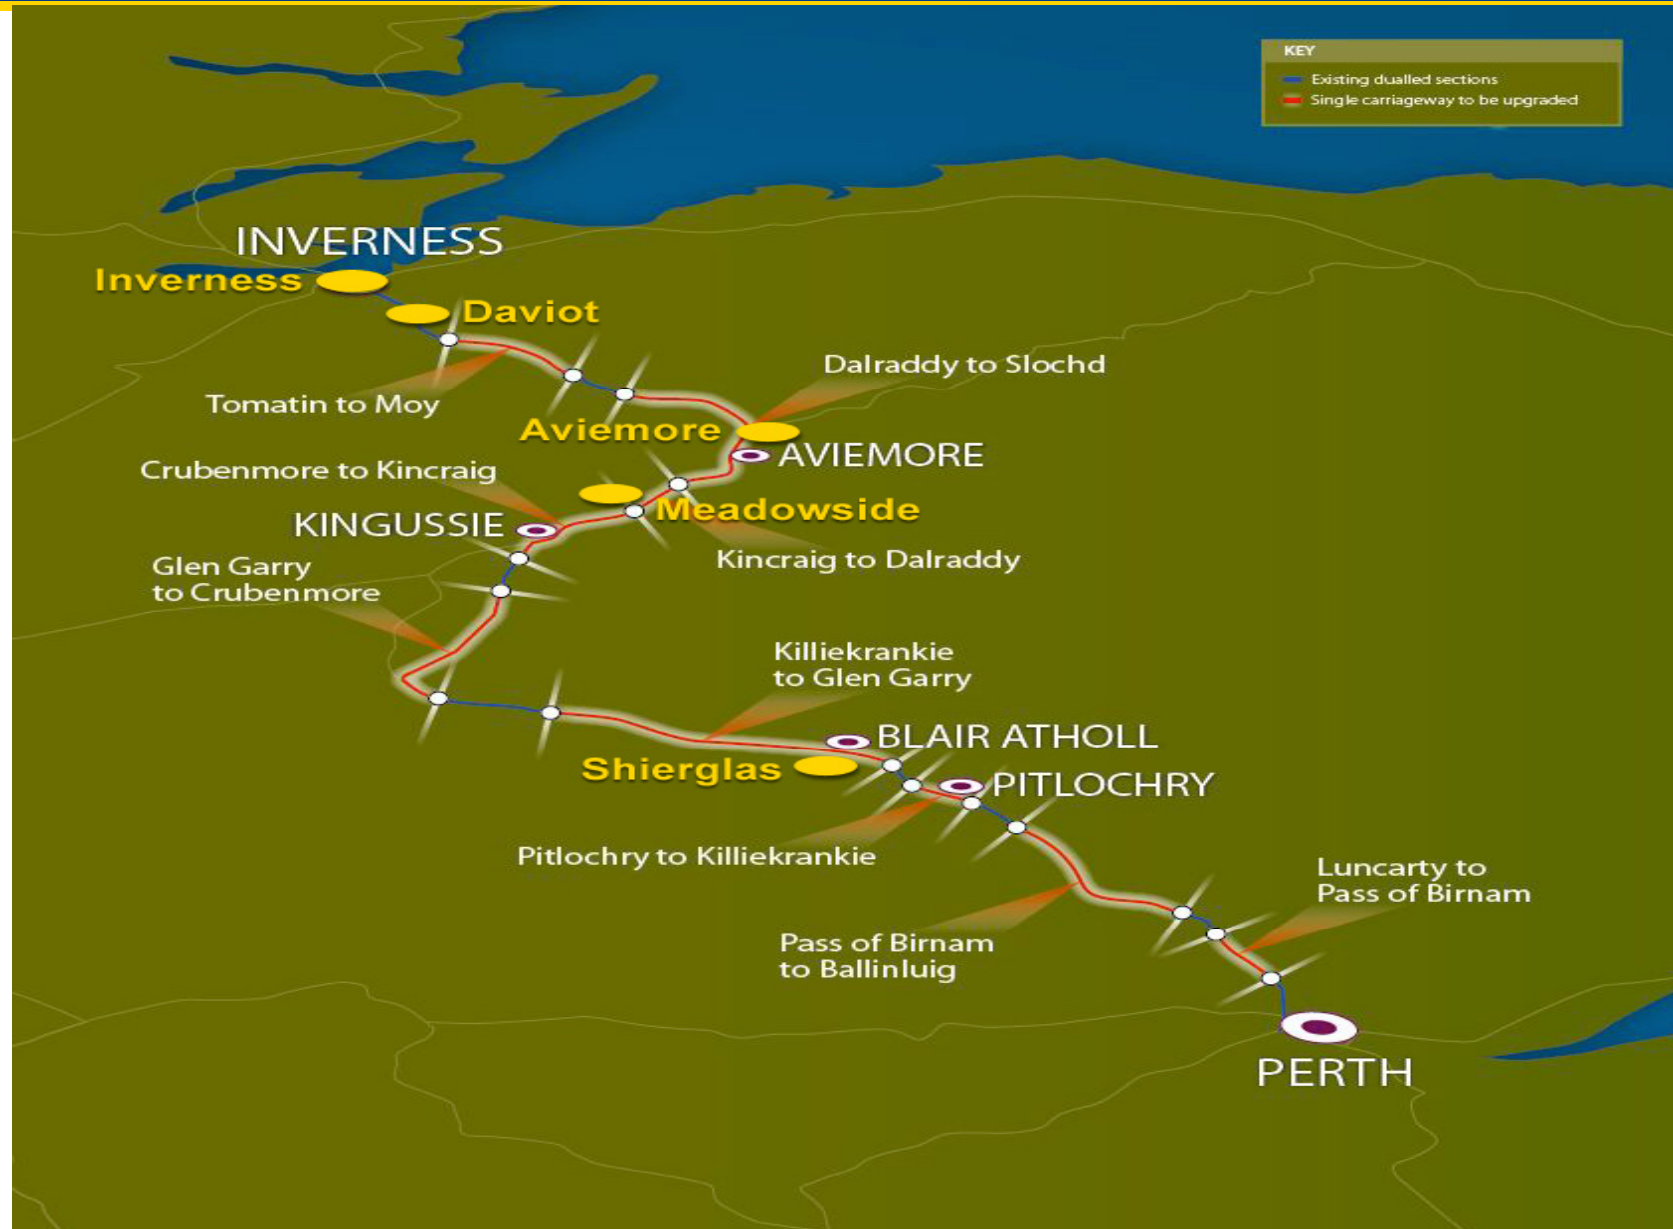 KEY
Existing dualled sections
Single carriageway to be upgraded
INVERNESS
Inverness
Daviot
Dalraddy to Slochd
Tomatin to Moy
Aviemore
AVIEMORE
Crubenmore to Kincraig
Meadowside
KINGUSSIE
Kincraig to Dalraddy
Glen Garry
to Crubenmore
Killiekrankie
to Glen Garry
BLAIR ATHOLL
Shierglas
PITLOCHRY
Pitlochry to Killiekrankie
Luncarty to
Pass of Birnam
Pass of Birnam
to Ballinluig
PERTH